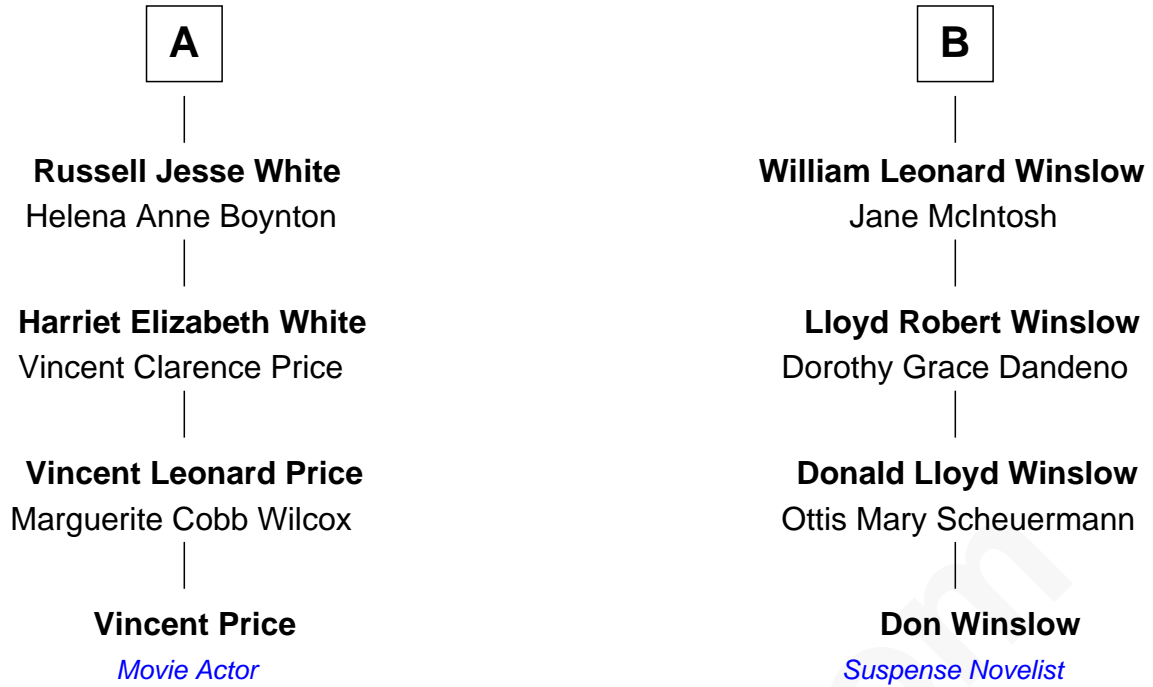 A
Russell Jesse White
Helena Anne Boynton
Harriet Elizabeth White
Vincent Clarence Price
Vincent Leonard Price
Marguerite Cobb Wilcox
Vincent Price
Movie Actor
B
William Leonard Winslow
Jane McIntosh
Lloyd Robert Winslow
Dorothy Grace Dandeno
Donald Lloyd Winslow
Ottis Mary Scheuermann
Don Winslow
Suspense Novelist